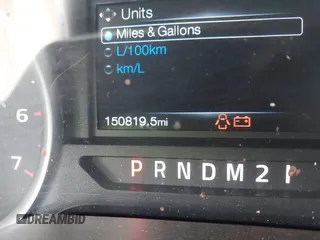 Units
Miles & Gallons
L/100km
km/L
150819.5mi
6
7
P R N D M 2 1
DREAMBID